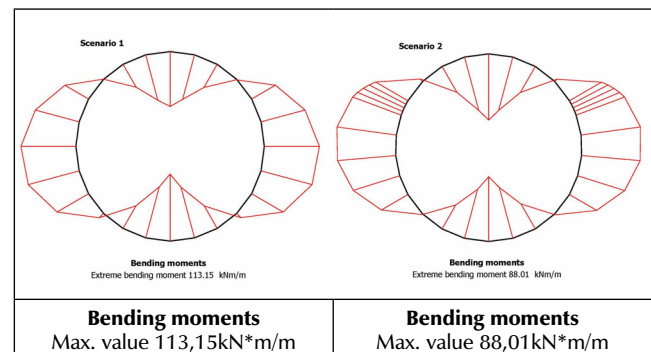 Scenario 1
Bending moments
Extreme bending moment 113.15 kNm/m
Scenario 2
Bending moments
Extreme bending moment 88.01 kNm/m
Bending moments
Max. value 113,15kN*m/m
Bending moments
Max. value 88,01kN*m/m